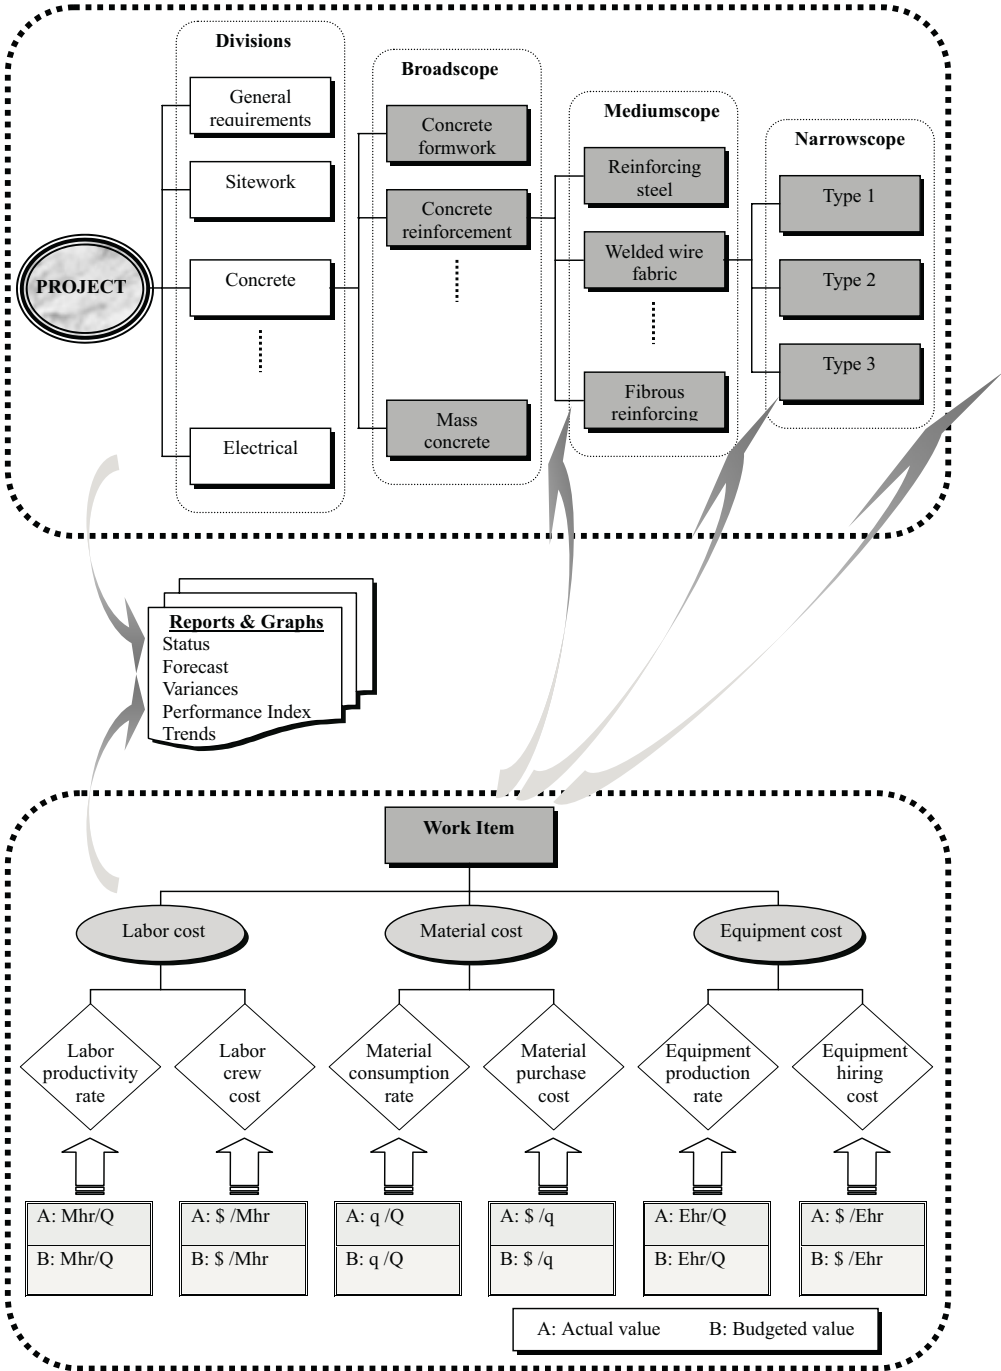 Divisions
Broadscope
Mediumscope
Narrowscope
PROJECT
General
requirements
Sitework
Concrete
Electrical
Concrete
formwork
Concrete
reinforcement
Mass
concrete
Reinforcing
steel
Welded wire
fabric
Fibrous
reinforcing
Type 1
Type 2
Type 3
Reports & Graphs
Status
Forecast
Variances
Performance Index
Trends
Work Item
Labor cost
Material cost
Equipment cost
Labor
productivity
rate
Labor
crew
cost
Material
consumption
rate
Material
purchase
cost
Equipment
production
rate
Equipment
hiring
cost
A: Mhr/Q
B: Mhr/Q
A: $ /Mhr
B: $ /Mhr
A: q /Q
B: q /Q
A: $ /q
B: $ /q
A: Ehr/Q
B: Ehr/Q
A: $ /Ehr
B: $ /Ehr
A: Actual value B: Budgeted value